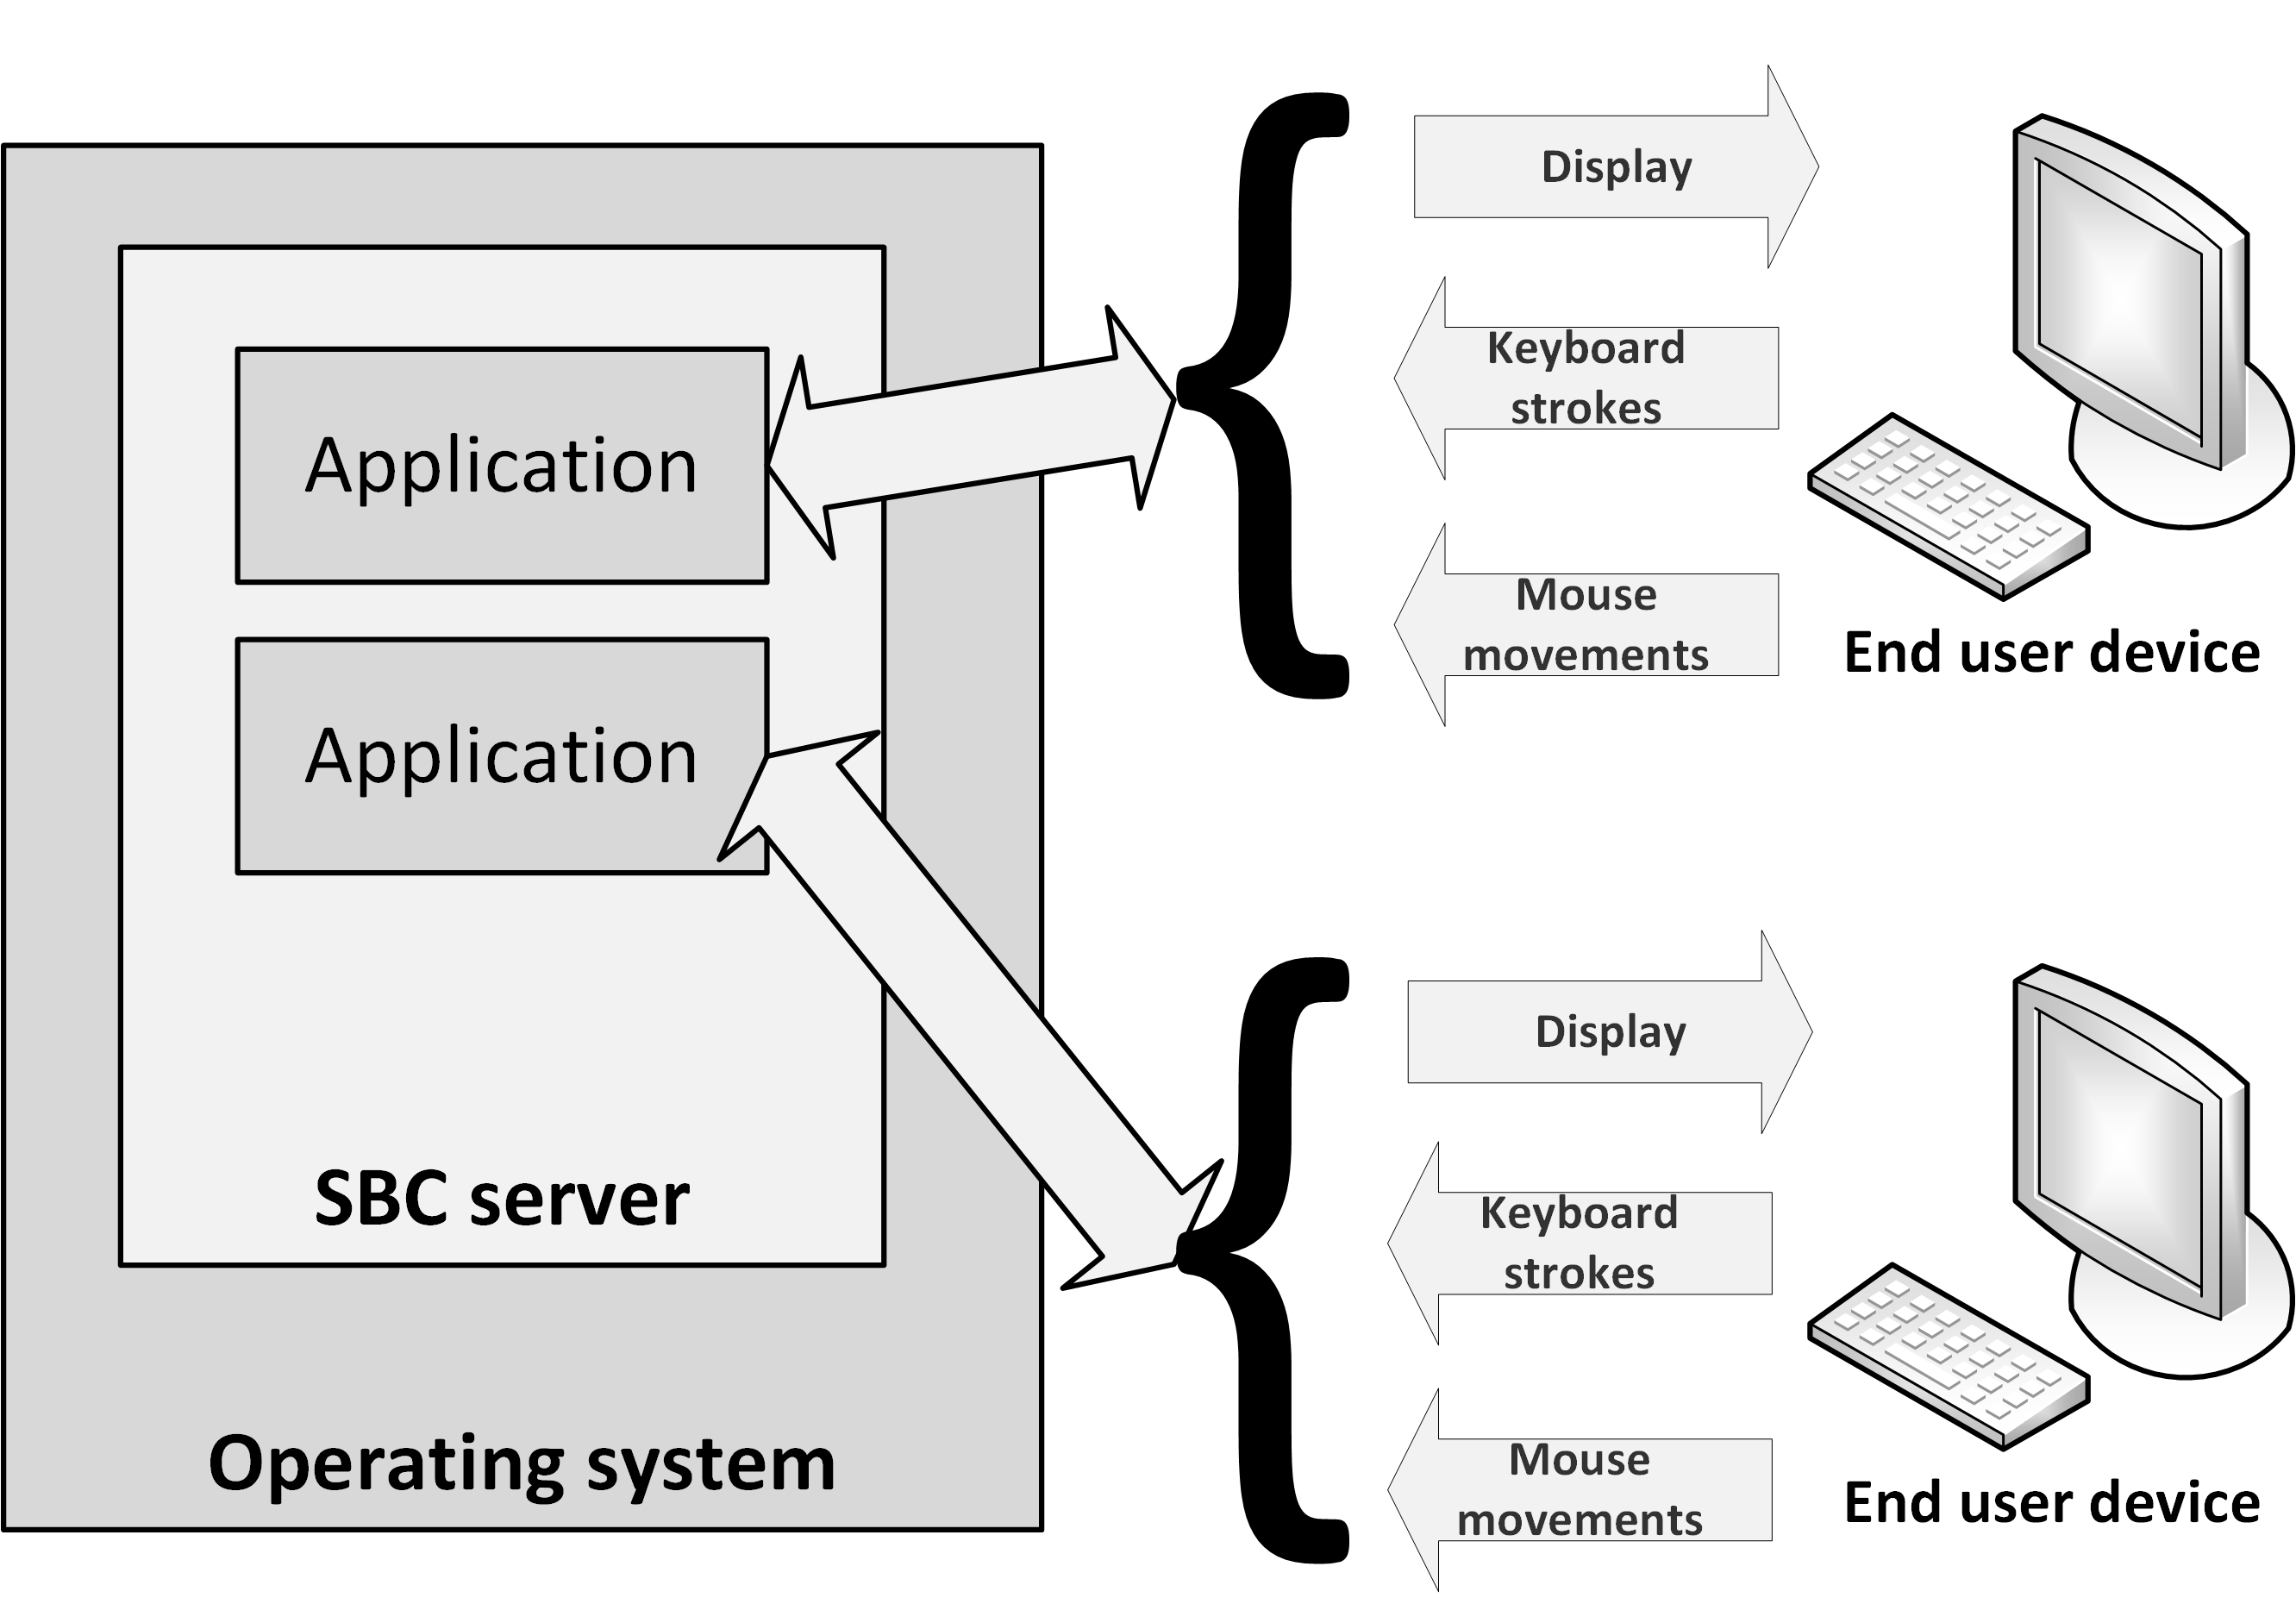 Application
Application
SBC server
Operating system
Display
Keyboard
strokes
Mouse
movements
End user device
Display
Keyboard
strokes
Mouse
movements
End user device